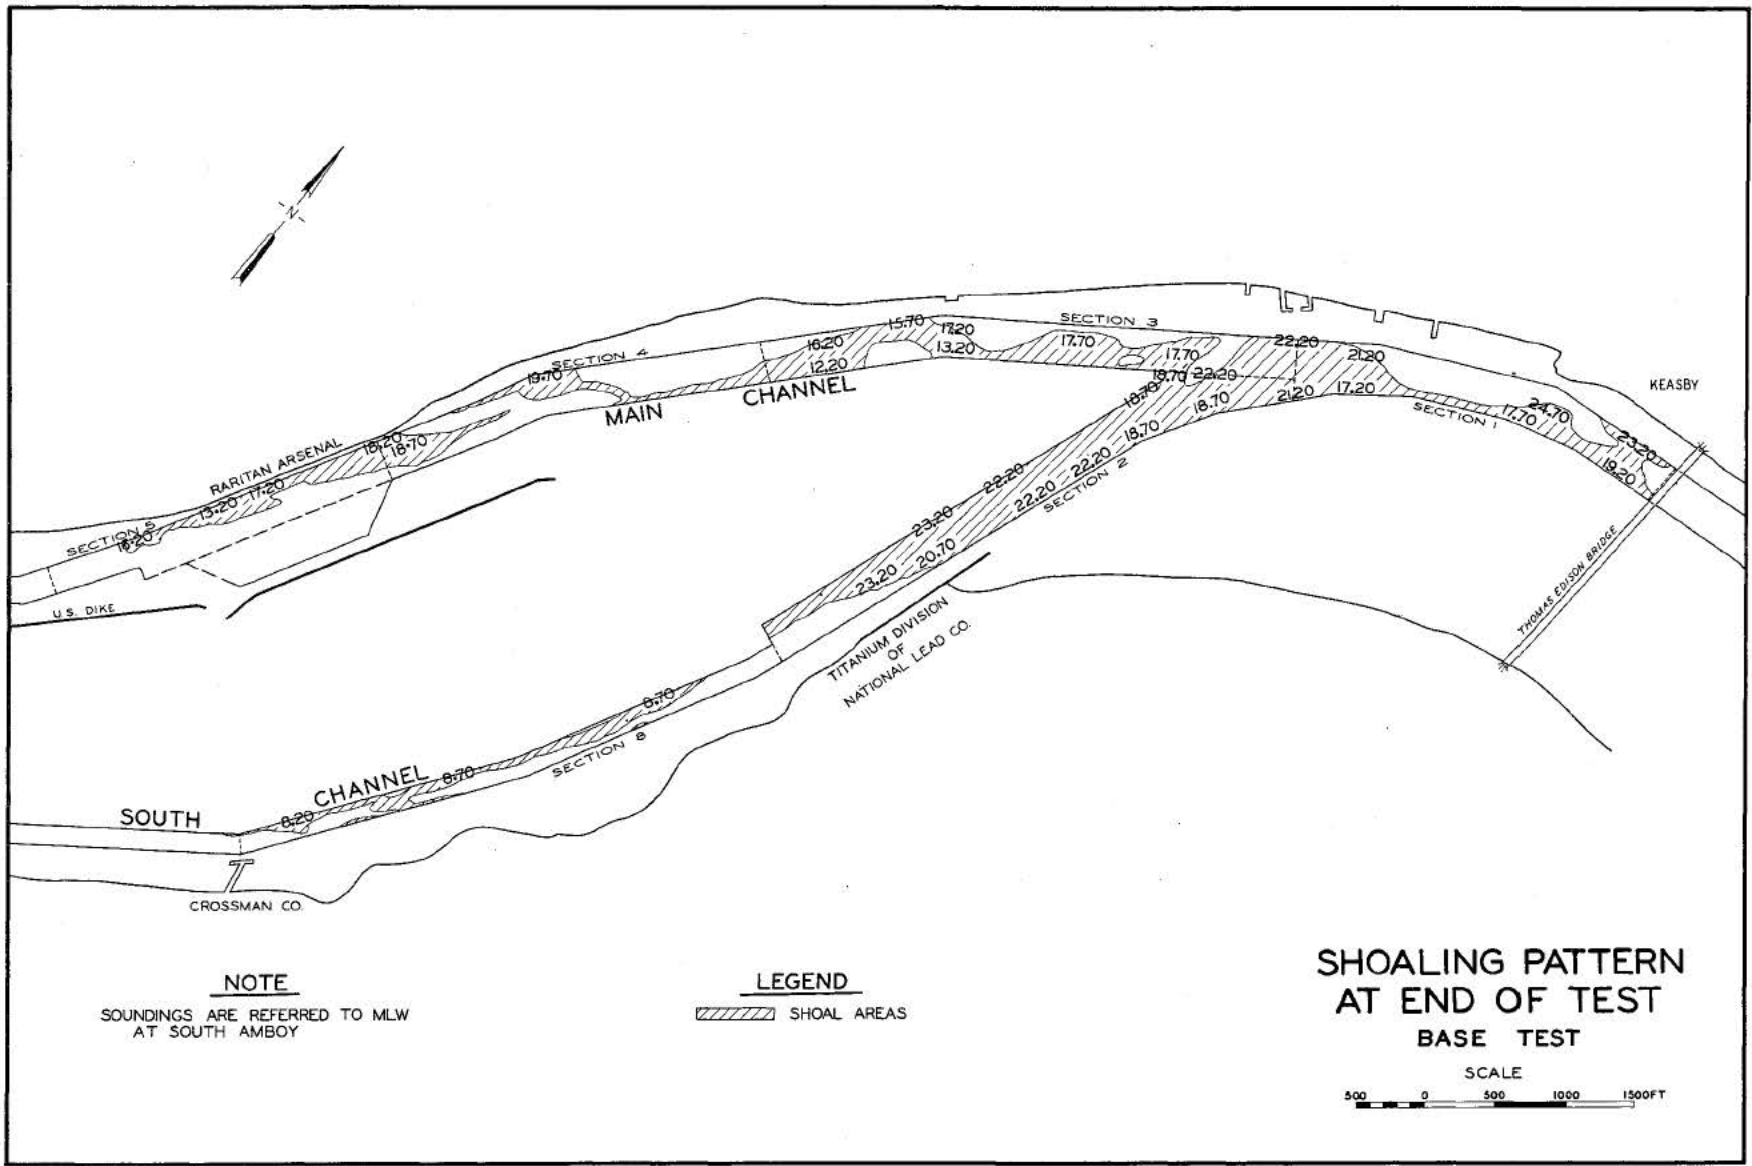 N
SECTION 3
15.70
17.20
16.20
13.20
12.20
17.70
17.70
22.20
21.20
18.70
22.20
18.70
21.20
17.20
18.70
18.70
SECTION 4
19.70
MAIN CHANNEL
KEASBY
SECTION 1
17.70
24.70
23.20
19.20
THOMAS EDISON BRIDGE
RARITAN ARSENAL
18.20
18.70
17.20
13.20
SECTION 5
16.20
U.S. DIKE
22.20
22.20
22.20
SECTION 2
23.20
20.70
23.20
TITANIUM DIVISION
OF
NATIONAL LEAD CO.
8.70
SECTION 8
8.70
8.20
SOUTH CHANNEL
CROSSMAN CO.
NOTE
SOUNDINGS ARE REFERRED TO MLW
AT SOUTH AMBOY
LEGEND
SHOAL AREAS
SHOALING PATTERN
AT END OF TEST
BASE TEST
SCALE
500 0 500 1000 1500FT